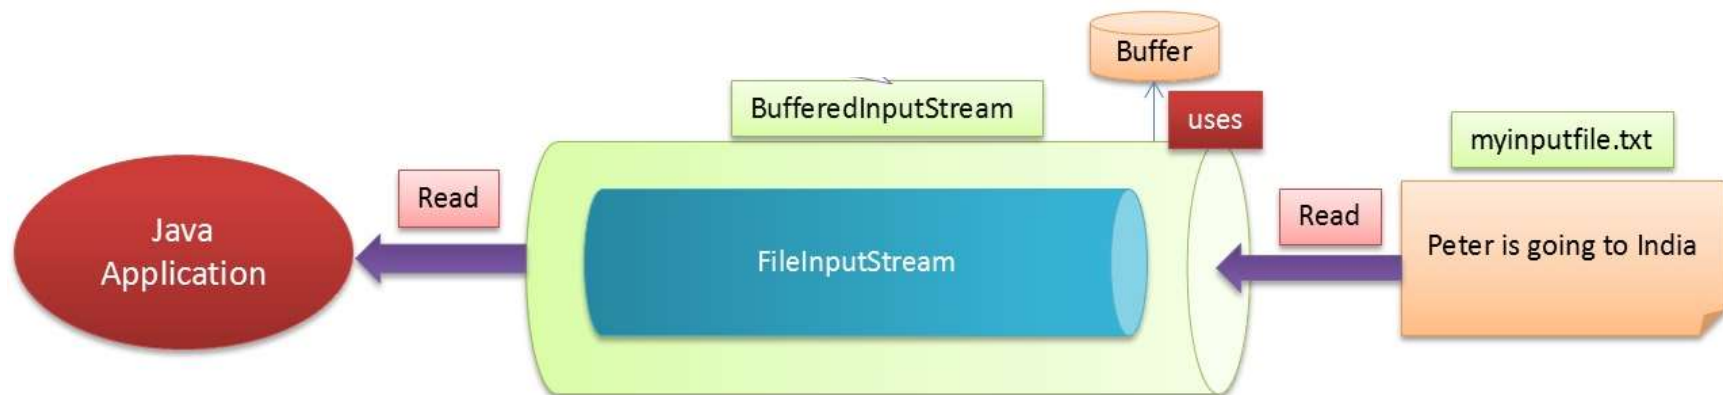 Buffer
BufferedInputStream
uses
myinputfile.txt
Read
Read
Java
Application
FileInputStream
Peter is going to India